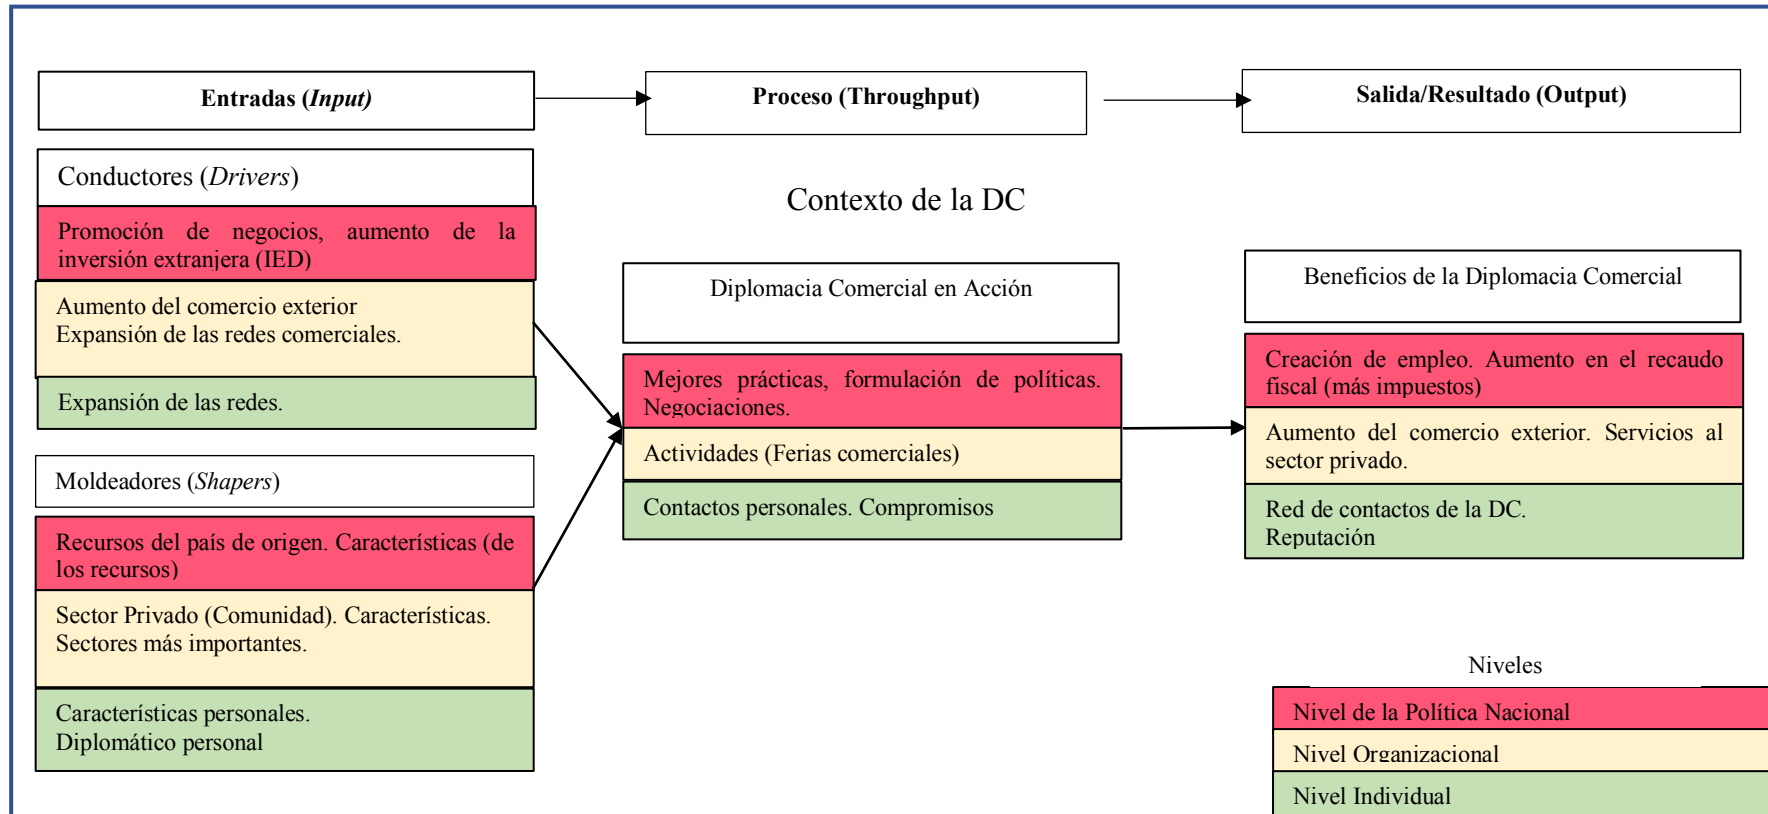 Entradas (Input)
Proceso (Throughput)
Salida/Resultado (Output)
Conductores (Drivers)
Promoción de negocios, aumento de la
inversión extranjera (IED)
Aumento del comercio exterior
Expansión de las redes comerciales.
Expansión de las redes.
Moldeadores (Shapers)
Recursos del país de origen. Características (de
los recursos)
Sector Privado (Comunidad). Características.
Sectores más importantes.
Características personales.
Diplomático personal
Contexto de la DC
Diplomacia Comercial en Acción
Mejores prácticas, formulación de políticas.
Negociaciones.
Actividades (Ferias comerciales)
Contactos personales. Compromisos
Beneficios de la Diplomacia Comercial
Creación de empleo. Aumento en el recaudo
fiscal (más impuestos)
Aumento del comercio exterior. Servicios al
sector privado.
Red de contactos de la DC.
Reputación
Niveles
Nivel de la Política Nacional
Nivel Organizacional
Nivel Individual